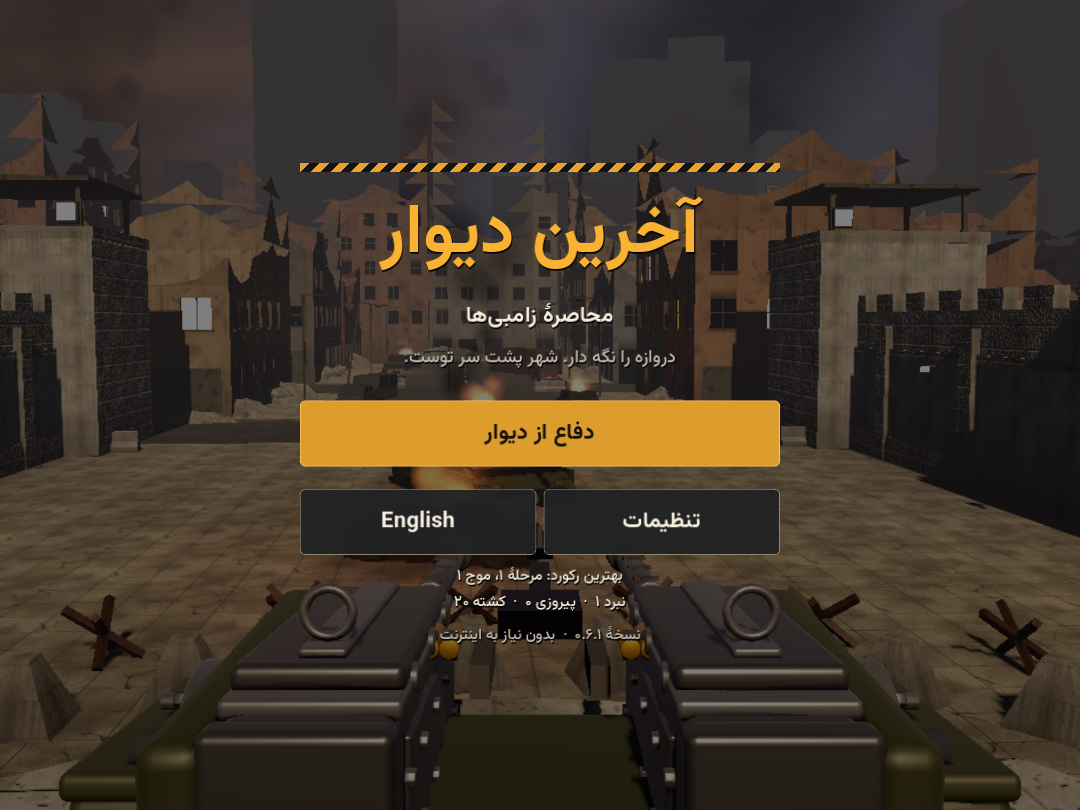 آخرین دیوار
محاصرهٔ زامبی‌ها
دروازه را نگه دار. شهر پشت سر توست.
دفاع از دیوار
تنظیمات
English
بهترین رکورد: مرحلهٔ ۱، موج ۱
نبرد ۱ · پیروزی ۰ · کشته ۲۰
نسخهٔ ۰.۶.۱ · بدون نیاز به اینترنت